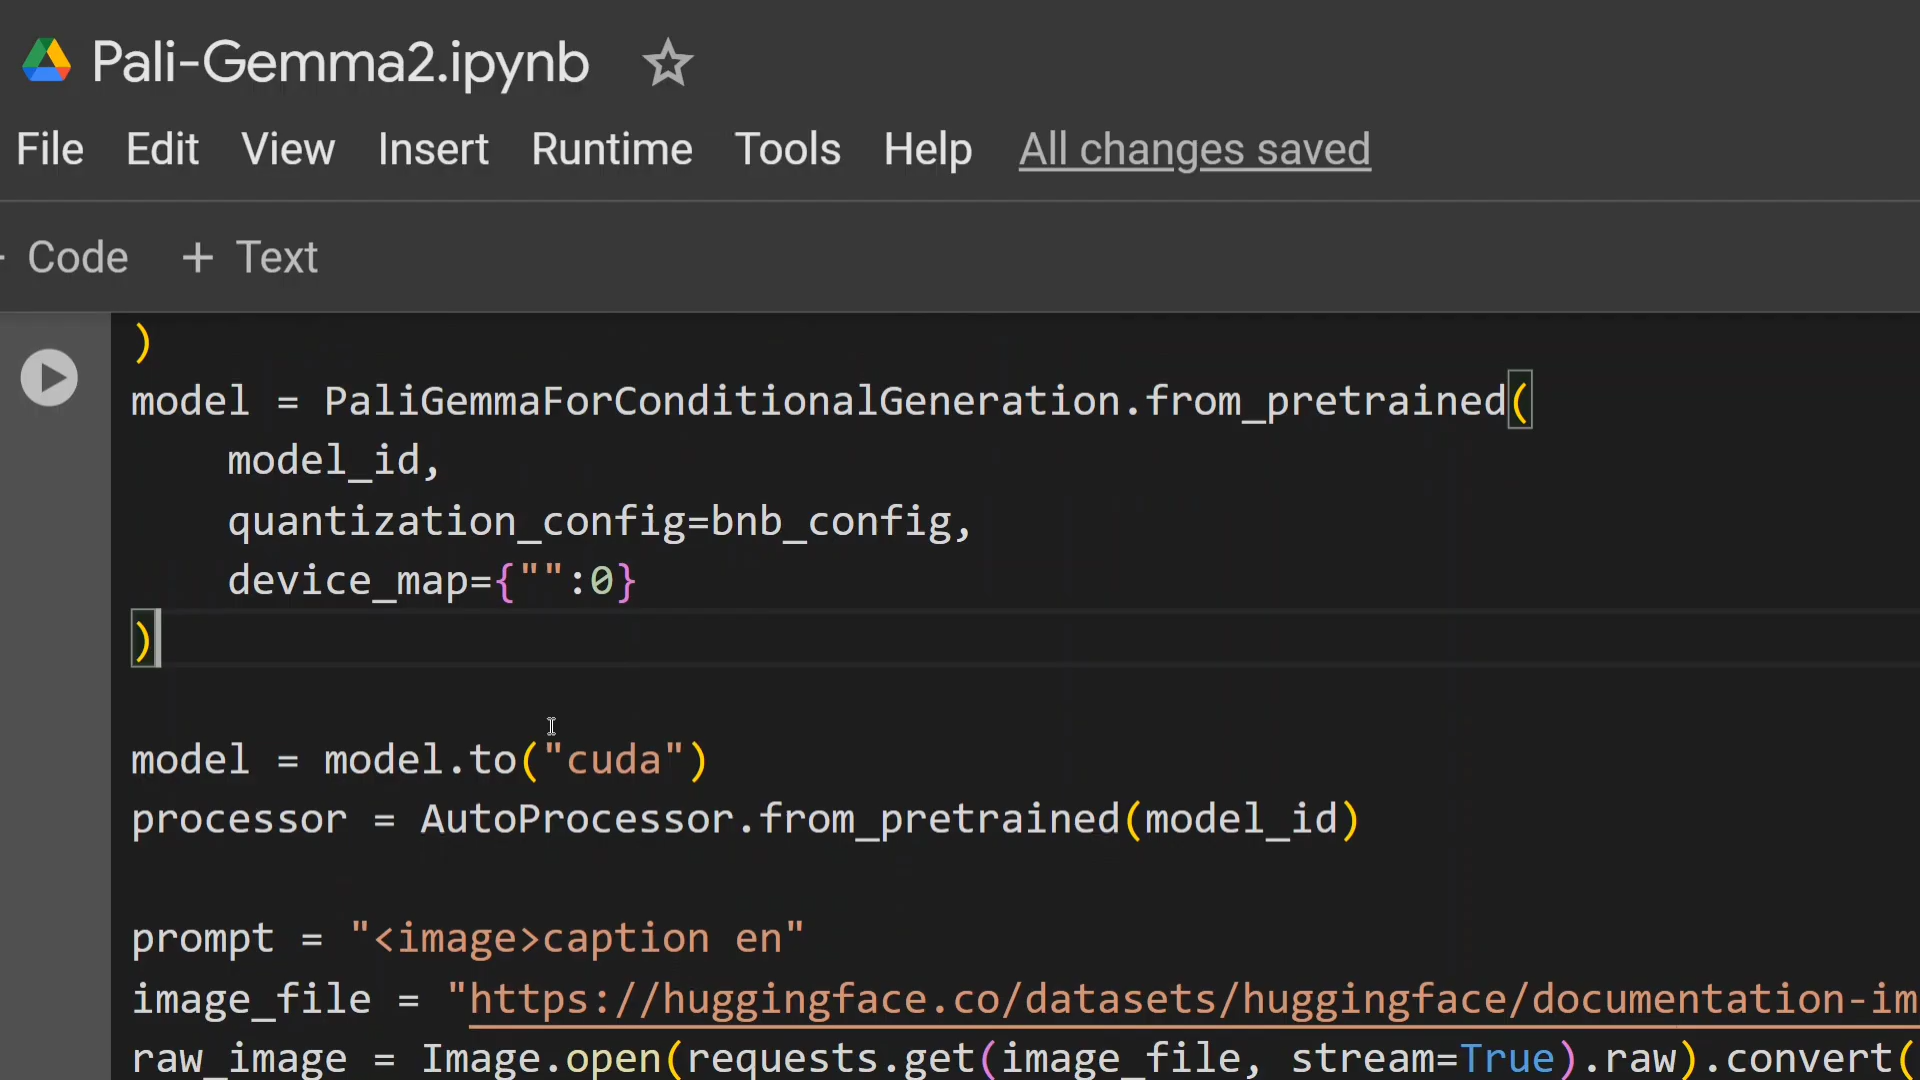 Pali-Gemma2.ipynb
File Edit View Insert Runtime Tools Help All changes saved
Code + Text
)
model = PaliGemmaForConditionalGeneration.from_pretrained(
    model_id,
    quantization_config=bnb_config,
    device_map={"":0}
)
model = model.to("cuda")
processor = AutoProcessor.from_pretrained(model_id)
prompt = "<image>caption en"
image_file = "https://huggingface.co/datasets/huggingface/documentation-im
raw_image = Image.open(requests.get(image_file, stream=True).raw).convert(